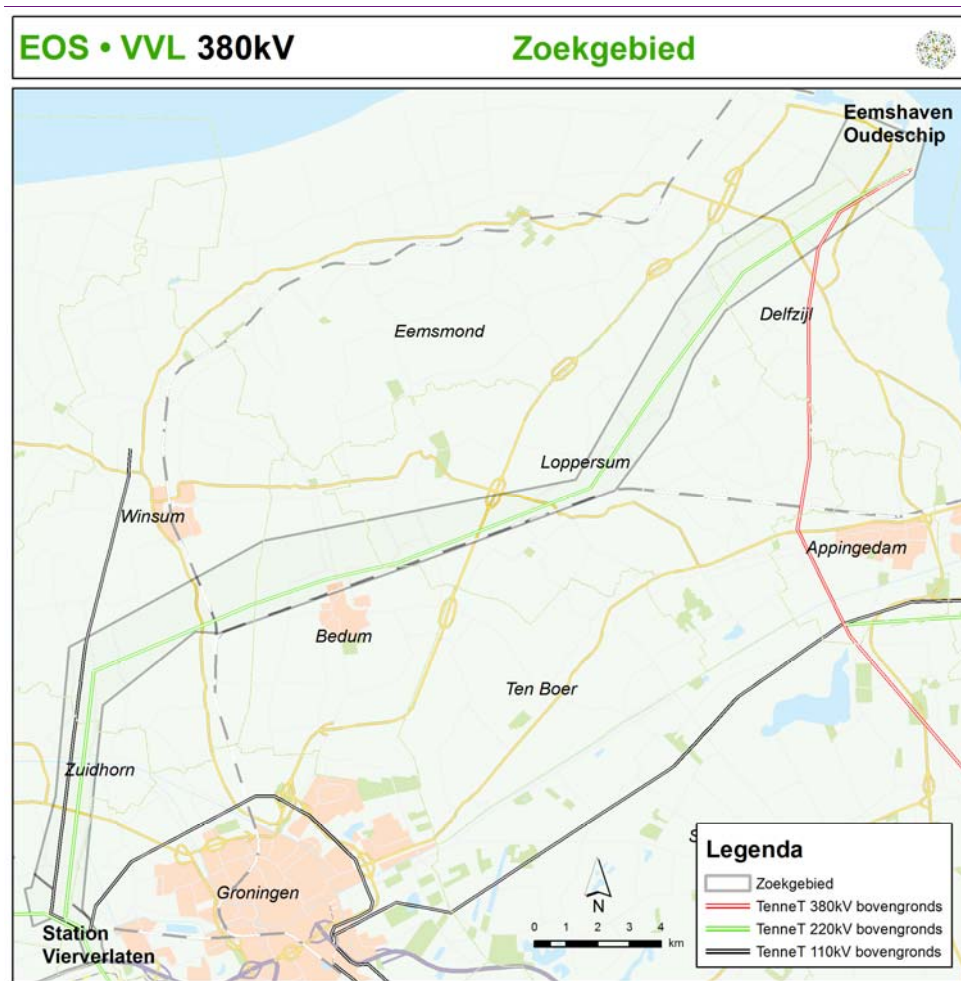 EOS • VVL 380kV
Zoekgebied
Eemshaven
Oudeschip
Eemsmond
Delfzijl
Loppersum
Winsum
Appingedam
Bedum
Ten Boer
Zuidhorn
Groningen
Station
Vierverlaten
S
N
0 1 2 3 4
km
Legenda
Zoekgebied
TenneT 380kV bovengronds
TenneT 220kV bovengronds
TenneT 110kV bovengronds